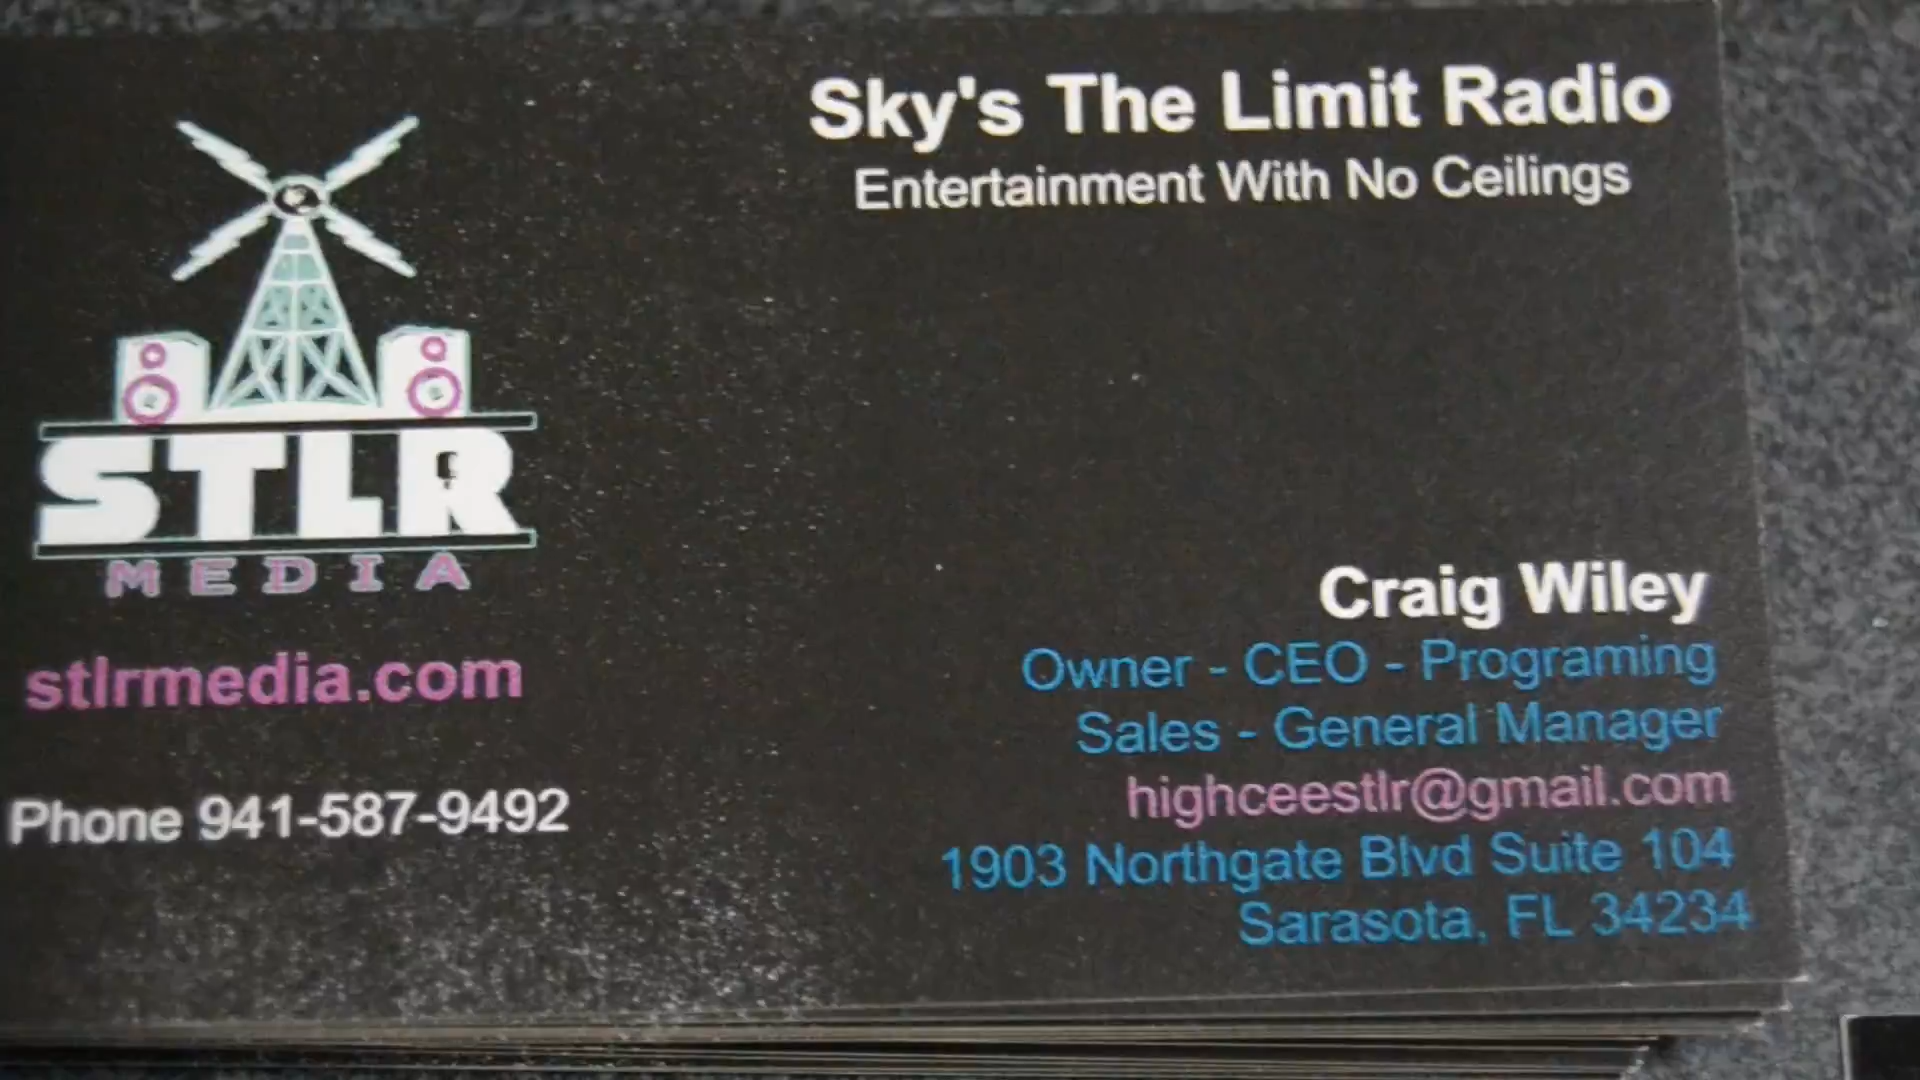 Sky's The Limit Radio
Entertainment With No Ceilings
STLR
MEDIA
stlrmedia.com
Phone 941-587-9492
Craig Wiley
Owner - CEO - Programing
Sales - General Manager
highceestlr@gmail.com
1903 Northgate Blvd Suite 104
Sarasota, FL 34234